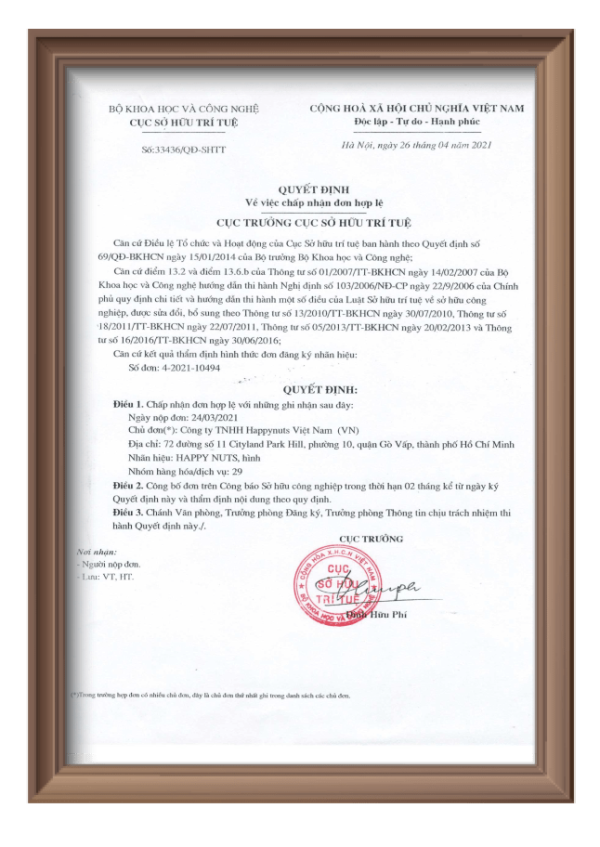 BỘ KHOA HỌC VÀ CÔNG NGHỆ
CỤC SỞ HỮU TRÍ TUỆ
Số:33436/QĐ-SHTT
CỘNG HOÀ XÃ HỘI CHỦ NGHĨA VIỆT NAM
Độc lập - Tự do - Hạnh phúc
Hà Nội, ngày 26 tháng 04 năm 2021
QUYẾT ĐỊNH
Về việc chấp nhận đơn hợp lệ
CỤC TRƯỞNG CỤC SỞ HỮU TRÍ TUỆ
Căn cứ Điều lệ Tổ chức và Hoạt động của Cục Sở hữu trí tuệ ban hành theo Quyết định số
69/QĐ-BKHCN ngày 15/01/2014 của Bộ trưởng Bộ Khoa học và Công nghệ;
Căn cứ điểm 13.2 và điểm 13.6.b của Thông tư số 01/2007/TT-BKHCN ngày 14/02/2007 của Bộ
Khoa học và Công nghệ hướng dẫn thi hành Nghị định số 103/2006/NĐ-CP ngày 22/9/2006 của Chính
phủ quy định chi tiết và hướng dẫn thi hành một số điều của Luật Sở hữu trí tuệ về sở hữu công
nghiệp, được sửa đổi, bổ sung theo Thông tư số 13/2010/TT-BKHCN ngày 30/07/2010, Thông tư số
18/2011/TT-BKHCN ngày 22/07/2011, Thông tư số 05/2013/TT-BKHCN ngày 20/02/2013 và Thông
tư số 16/2016/TT-BKHCN ngày 30/06/2016;
Căn cứ kết quả thẩm định hình thức đơn đăng ký nhãn hiệu:
Số đơn: 4-2021-10494
QUYẾT ĐỊNH:
Điều 1. Chấp nhận đơn hợp lệ với những ghi nhận sau đây:
Ngày nộp đơn: 24/03/2021
Chủ đơn(*): Công ty TNHH Happynuts Việt Nam (VN)
Địa chỉ: 72 đường số 11 Cityland Park Hill, phường 10, quận Gò Vấp, thành phố Hồ Chí Minh
Nhãn hiệu: HAPPY NUTS, hình
Nhóm hàng hóa/dịch vụ: 29
Điều 2. Công bố đơn trên Công báo Sở hữu công nghiệp trong thời hạn 02 tháng kể từ ngày ký
Quyết định này và thẩm định nội dung theo quy định.
Điều 3. Chánh Văn phòng, Trưởng phòng Đăng ký, Trưởng phòng Thông tin chịu trách nhiệm thi
hành Quyết định này./.
CỤC TRƯỞNG
Nơi nhận:
- Người nộp đơn.
- Lưu: VT, HT.
CỘNG HÒA X.H.C.N VIỆT NAM
CỤC
SỞ HỮU
TRÍ TUỆ
BỘ KHOA HỌC VÀ CÔNG NGHỆ
Đinh Hữu Phí
(*)Trong trường hợp đơn có nhiều chủ đơn, đây là chủ đơn thứ nhất ghi trong danh sách các chủ đơn.